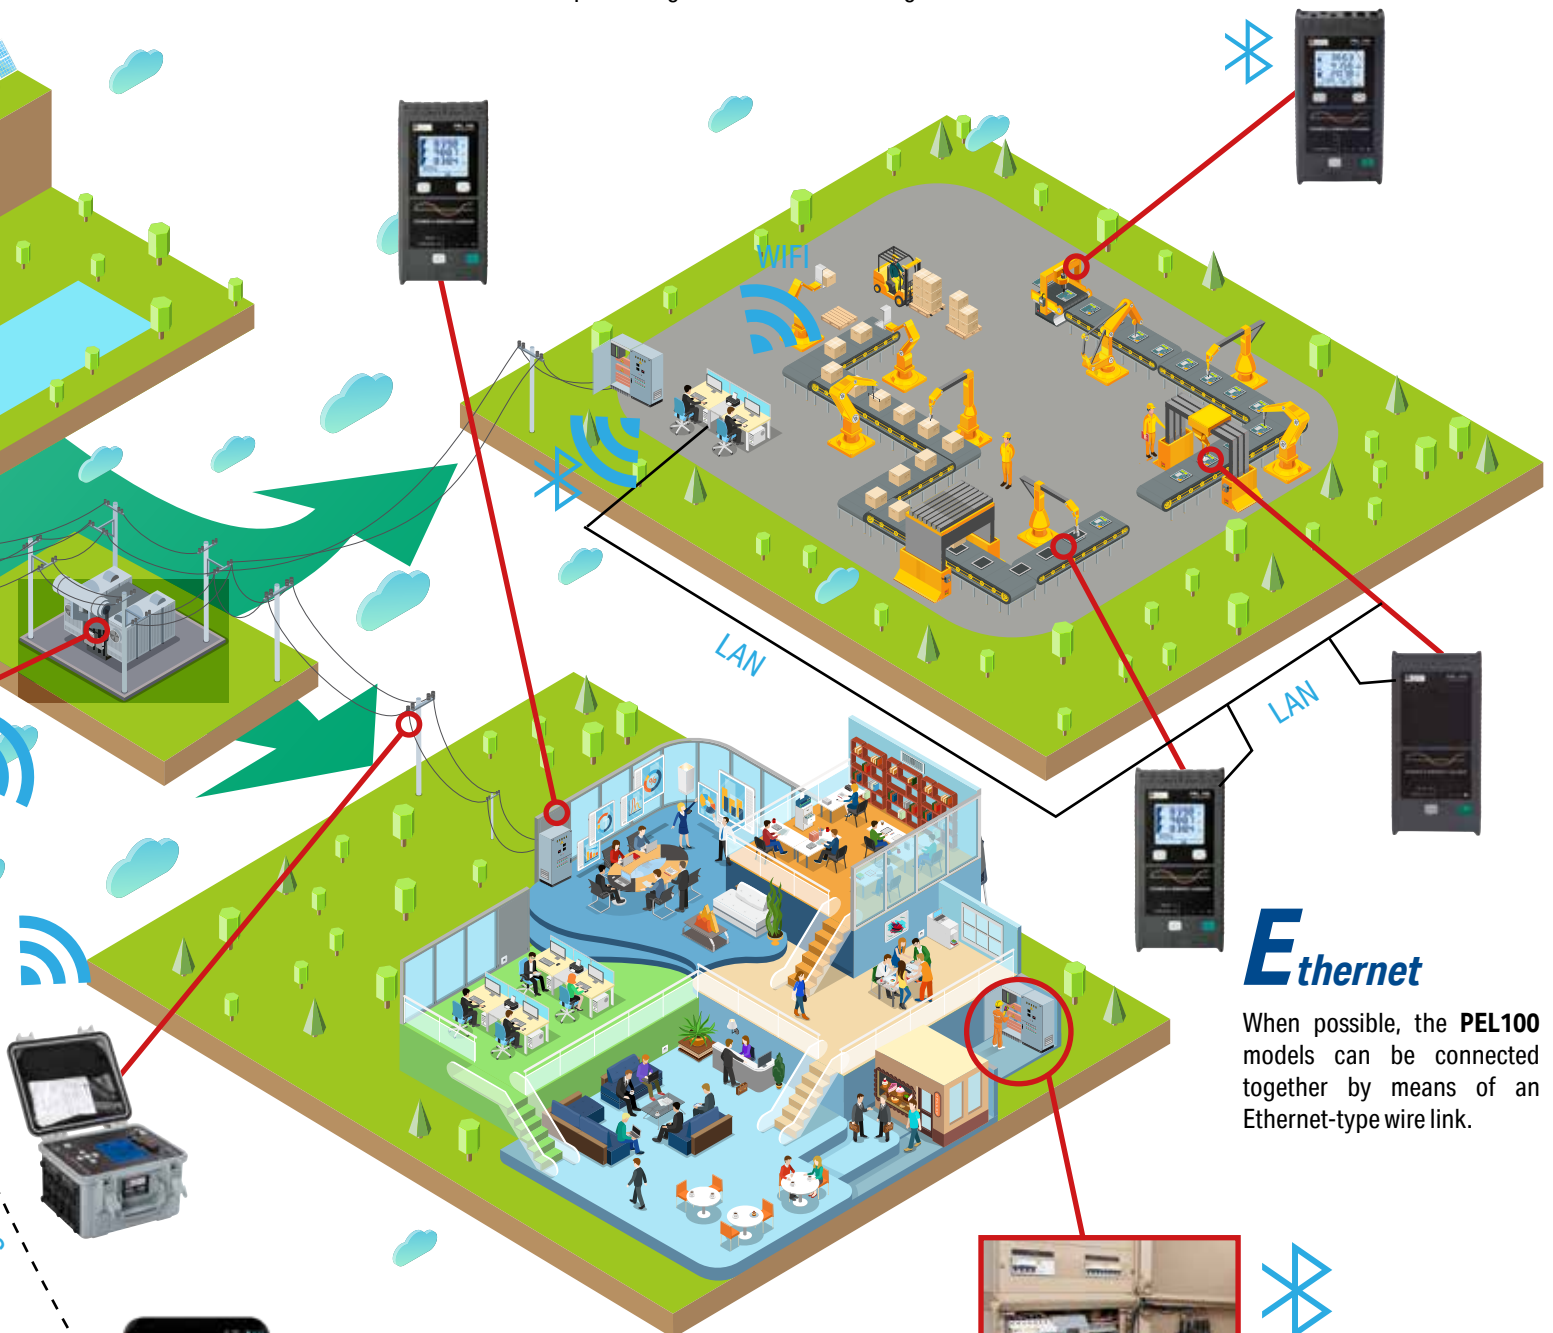 WIFI
LAN
LAN
Ethernet
When possible, the PEL100
models can be connected
together by means of an
Ethernet-type wire link.